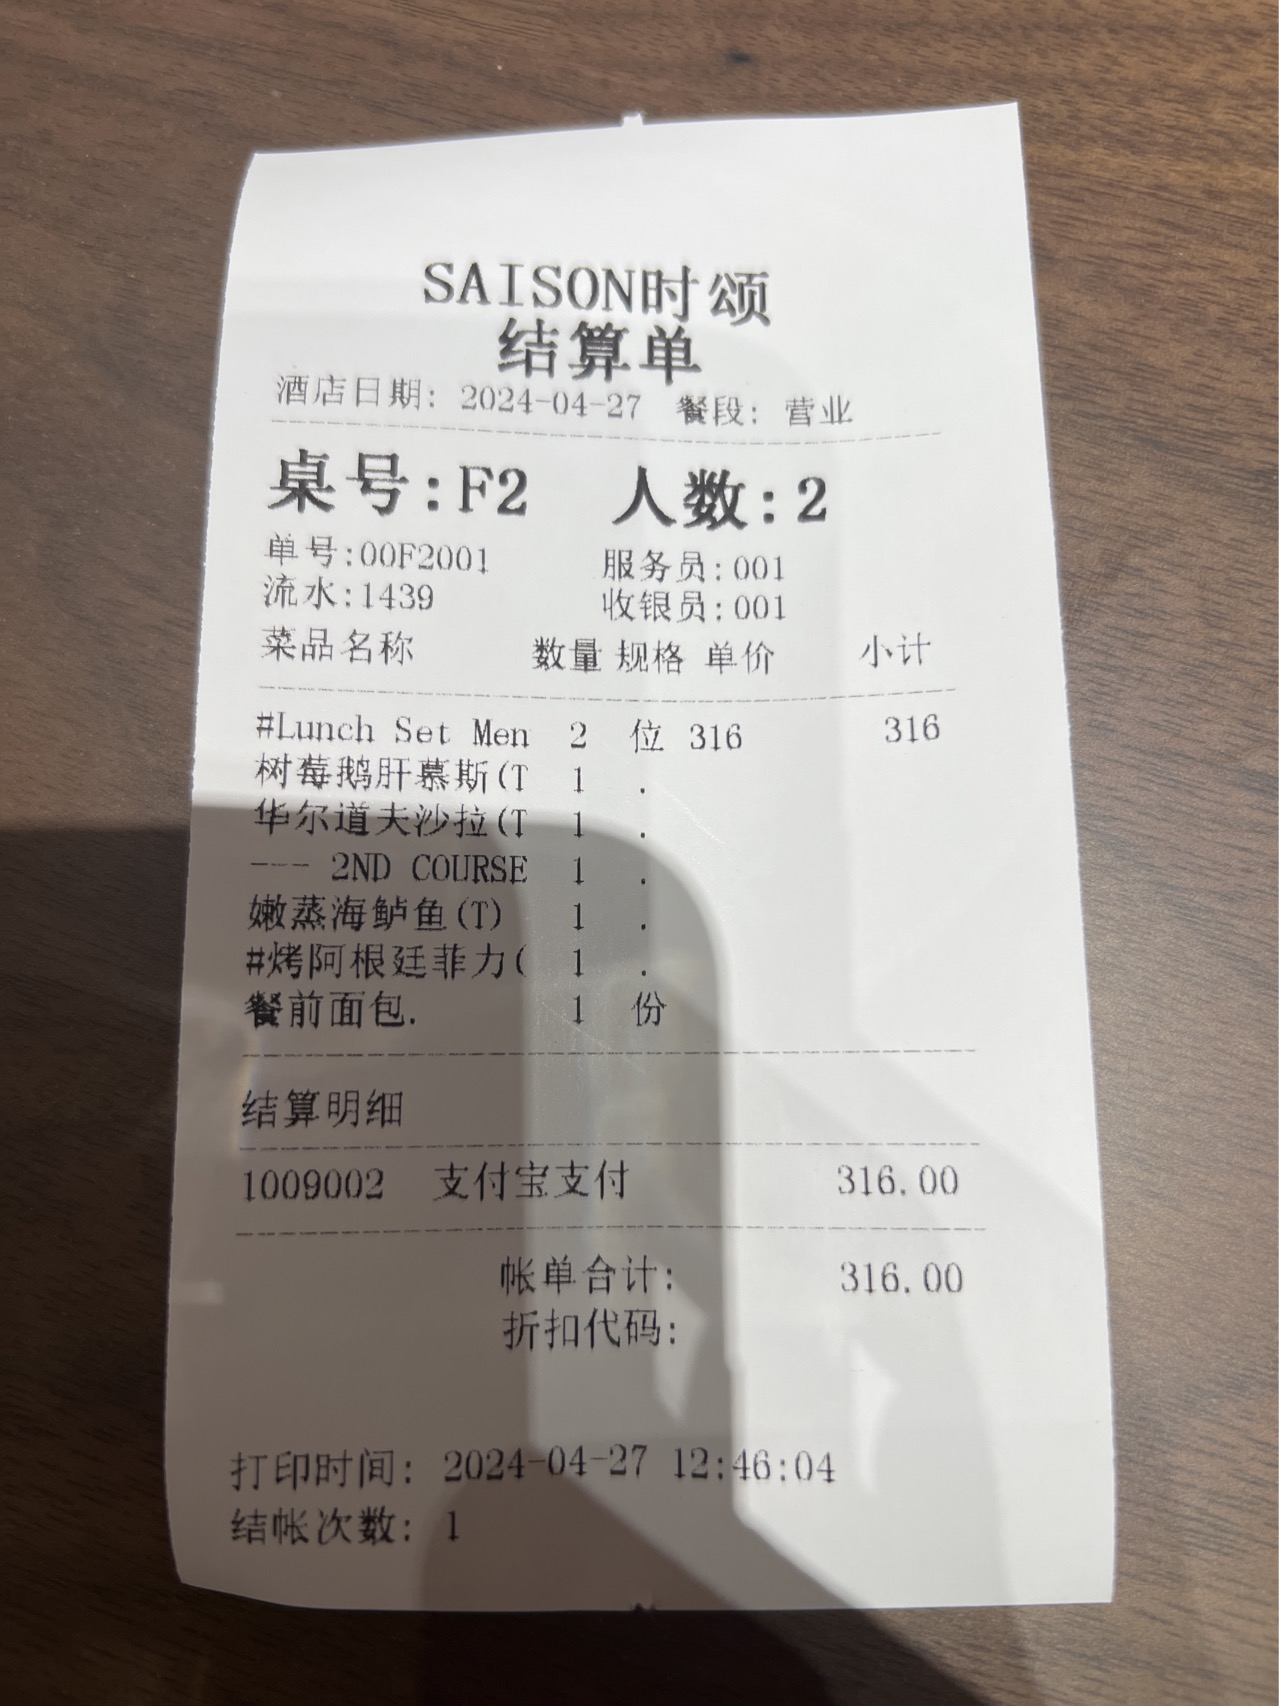 SAISON时颂
结算单
酒店日期: 2024-04-27 餐段: 营业
桌号:F2 人数:2
单号:00F2001 服务员:001
流水:1439 收银员:001
菜品名称 数量 规格 单价 小计
#Lunch Set Men 2 位 316 316
树莓鹅肝慕斯(T 1 .
华尔道夫沙拉(T 1 .
--- 2ND COURSE 1 .
嫩蒸海鲈鱼(T) 1 .
#烤阿根廷菲力( 1 .
餐前面包. 1 份
结算明细
1009002 支付宝支付 316.00
帐单合计: 316.00
折扣代码:
打印时间: 2024-04-27 12:46:04
结帐次数: 1